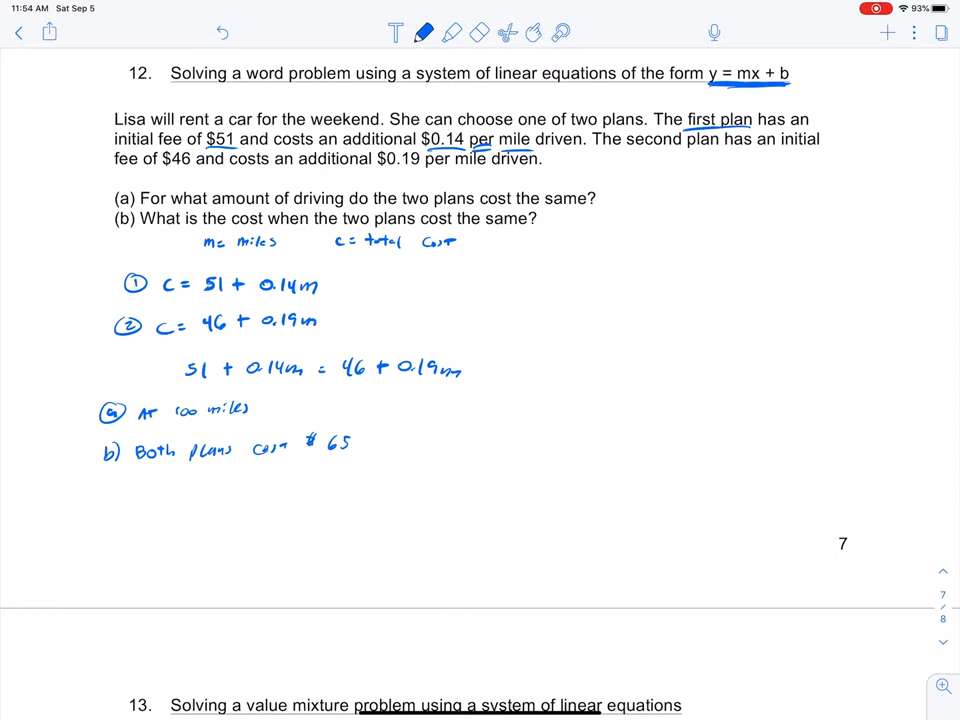 11:54 AM Sat Sep 5
93%
12. Solving a word problem using a system of linear equations of the form y = mx + b
Lisa will rent a car for the weekend. She can choose one of two plans. The first plan has an
initial fee of $51 and costs an additional $0.14 per mile driven. The second plan has an initial
fee of $46 and costs an additional $0.19 per mile driven.
(a) For what amount of driving do the two plans cost the same?
(b) What is the cost when the two plans cost the same?
m = miles c = total cost
① c = 51 + 0.14m
② c = 46 + 0.19m
51 + 0.14m = 46 + 0.19m
ⓐ At 100 miles
b) Both plans cost $ 65
7
7
/
8
13. Solving a value mixture problem using a system of linear equations